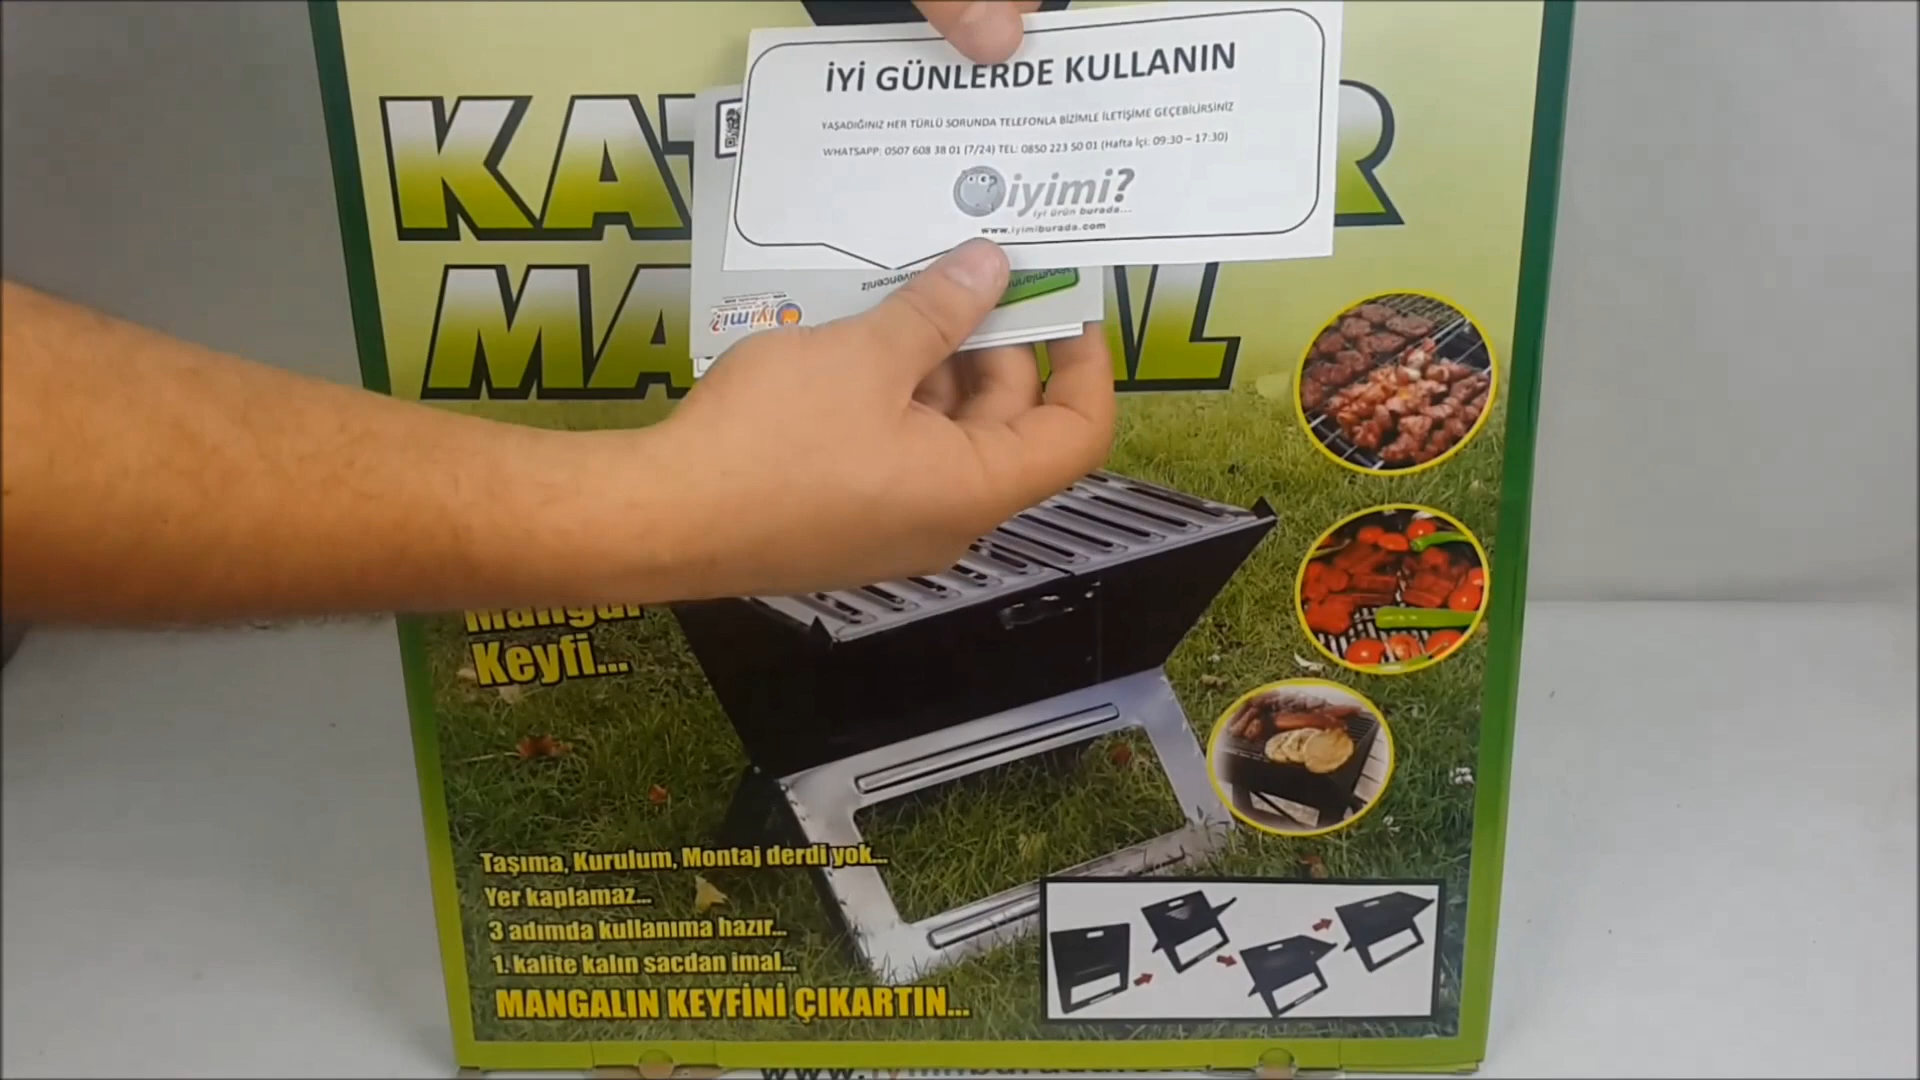 İYİ GÜNLERDE KULLANIN
YAŞADIĞINIZ HER TÜRLÜ SORUNDA TELEFONLA BİZİMLE İLETİŞİME GEÇEBİLİRSİNİZ
WHATSAPP: 0507 608 38 01 (7/24) TEL: 0850 223 50 01 (Hafta İçi: 09:30 – 17:30)
iyimi?
iyi ürün burada...
www.iyimiburada.com
iyimi?
Mangal
Keyfi...
Taşıma, Kurulum, Montaj derdi yok...
Yer kaplamaz...
3 adımda kullanıma hazır...
1. kalite kalın sacdan imal...
MANGALIN KEYFİNİ ÇIKARTIN...